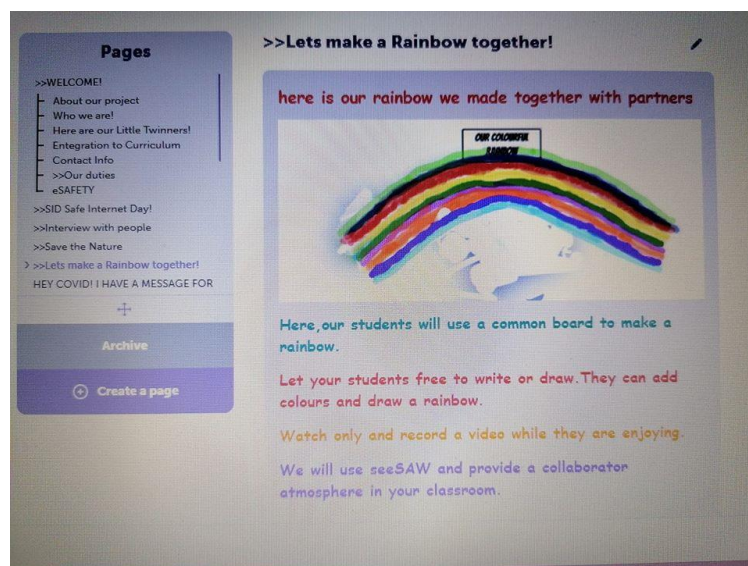 Pages
>>WELCOME!
About our project
Who we are!
Here are our Little Twinners!
Entegration to Curriculum
Contact Info
>>Our duties
eSAFETY
>>SID Safe Internet Day!
>>Interview with people
>>Save the Nature
>>Lets make a Rainbow together!
HEY COVID! I HAVE A MESSAGE FOR
Archive
Create a page
>>Lets make a Rainbow together!
here is our rainbow we made together with partners
OUR COLOURFUL
RAINBOW
Here,our students will use a common board to make a
rainbow.
Let your students free to write or draw.They can add
colours and draw a rainbow.
Watch only and record a video while they are enjoying.
We will use seeSAW and provide a collaborator
atmosphere in your classroom.